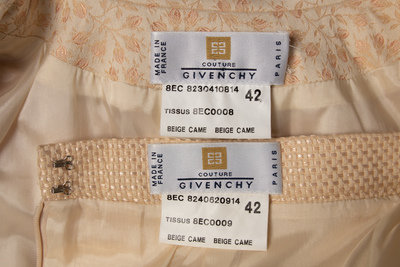 MADE IN
FRANCE
COUTURE
GIVENCHY
PARIS
8EC 8230410814
42
TISSUS 8EC0008
BEIGE CAME BEIGE CAME
MADE IN
FRANCE
COUTURE
GIVENCHY
PARIS
8EC 8240620914
42
TISSUS 8EC0009
BEIGE CAME BEIGE CAME